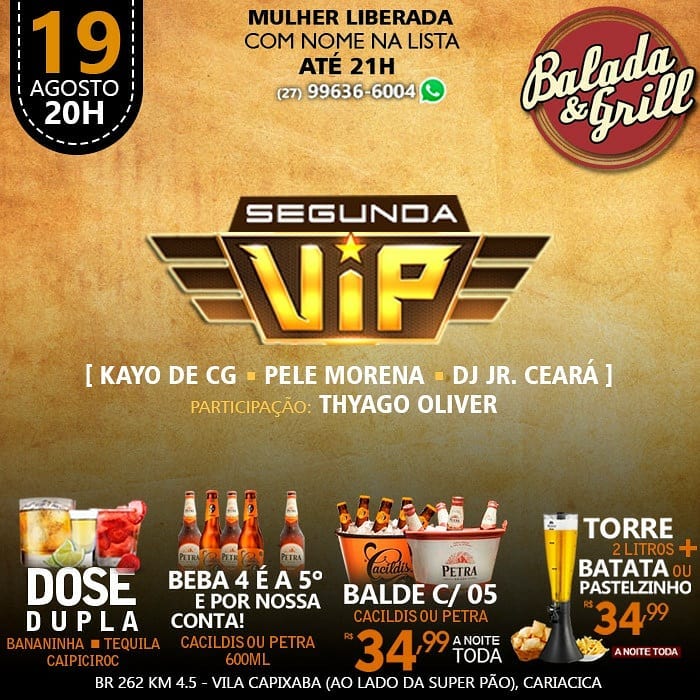 19
AGOSTO
20H
MULHER LIBERADA
COM NOME NA LISTA
ATÉ 21H
(27) 99636-6004
Balada
& Grill
SEGUNDA
ViP
[ KAYO DE CG ▪ PELE MORENA ▪ DJ JR. CEARÁ ]
PARTICIPAÇÃO: THYAGO OLIVER
DOSE
DUPLA
BANANINHA ▪ TEQUILA
CAIPICIROC
PETRA
BEBA 4 É A 5º
E POR NOSSA
CONTA!
CACILDIS OU PETRA
600ML
Cacildis
PETRA
BALDE C/ 05
CACILDIS OU PETRA
R$ 34,99 A NOITE
TODA
TORRE
2 LITROS +
BATATA OU
PASTELZINHO
R$ 34,99
A NOITE TODA
BR 262 KM 4.5 - VILA CAPIXABA (AO LADO DA SUPER PÃO), CARIACICA